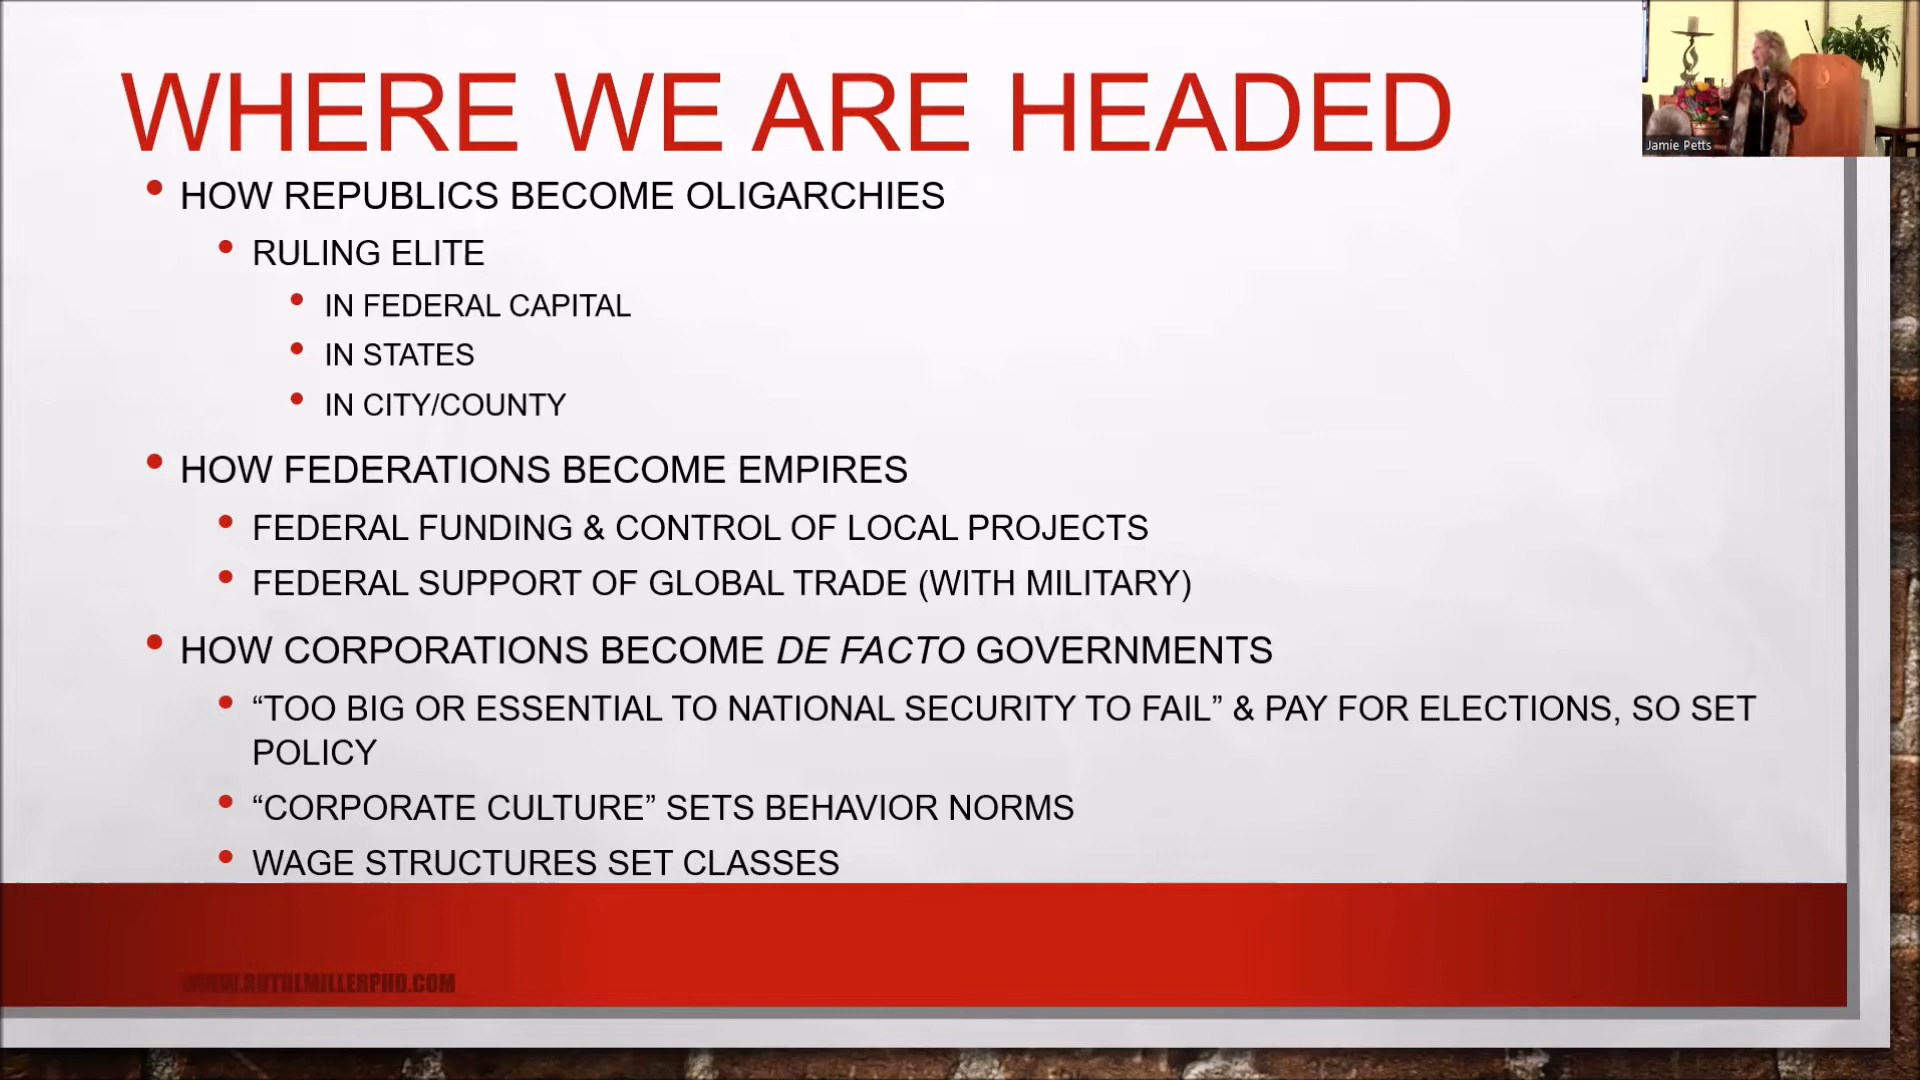 WHERE WE ARE HEADED
Jamie Petts
• HOW REPUBLICS BECOME OLIGARCHIES
• RULING ELITE
• IN FEDERAL CAPITAL
• IN STATES
• IN CITY/COUNTY
• HOW FEDERATIONS BECOME EMPIRES
• FEDERAL FUNDING & CONTROL OF LOCAL PROJECTS
• FEDERAL SUPPORT OF GLOBAL TRADE (WITH MILITARY)
• HOW CORPORATIONS BECOME DE FACTO GOVERNMENTS
• “TOO BIG OR ESSENTIAL TO NATIONAL SECURITY TO FAIL” & PAY FOR ELECTIONS, SO SET
POLICY
• “CORPORATE CULTURE” SETS BEHAVIOR NORMS
• WAGE STRUCTURES SET CLASSES
WWW.RUTHLMILLERPHD.COM